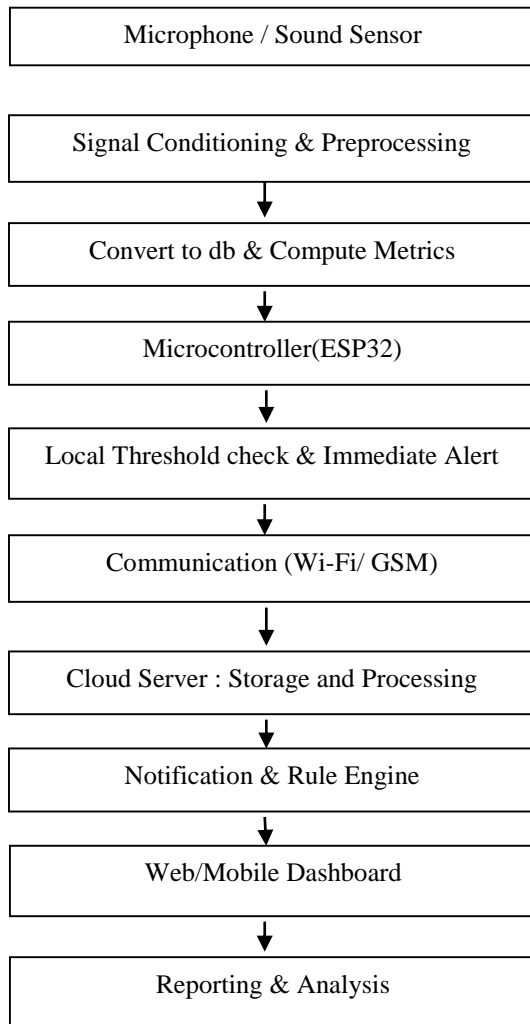 Microphone / Sound Sensor
Signal Conditioning & Preprocessing
Convert to db & Compute Metrics
Microcontroller(ESP32)
Local Threshold check & Immediate Alert
Communication (Wi-Fi/ GSM)
Cloud Server : Storage and Processing
Notification & Rule Engine
Web/Mobile Dashboard
Reporting & Analysis